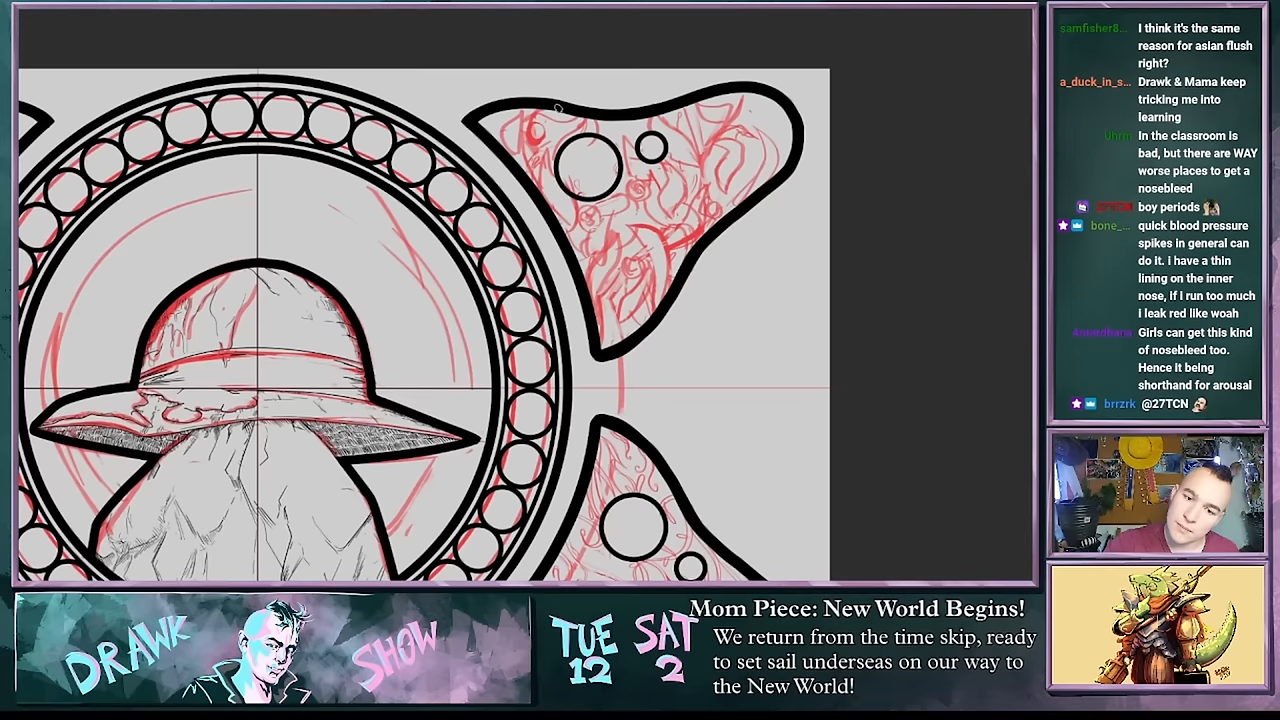 samfisher8...
I think it's the same
reason for asian flush
right?
a_duck_in_s...
Drawk & Mama keep
tricking me into
learning
In the classroom is
bad, but there are WAY
worse places to get a
nosebleed
boy periods
bone_...
quick blood pressure
spikes in general can
do it. i have a thin
lining on the inner
nose, If I run too much
i leak red like woah
Girls can get this kind
of nosebleed too.
Hence it being
shorthand for arousal
brrzrk
@27TCN
DRAWK
SHOW
TUE
12
SAT
2
Mom Piece: New World Begins!
We return from the time skip, ready
to set sail underseas on our way to
the New World!